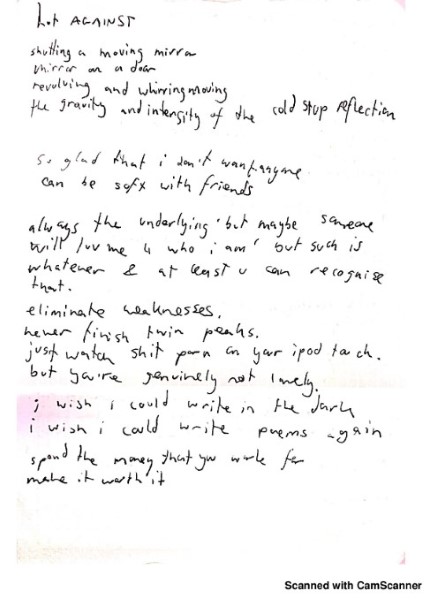 hot AGAINST
shutting a moving mirror
mirror on a door
revolving and whirring moving
the gravity and intensity of the cold stop reflection
so glad that i don't want anyone
can be soft with friends
always the underlying 'but maybe someone
will luv me 4 who i am' but such is
whatever & at least u can recognise
that.
eliminate weaknesses.
never finish twin peaks.
just watch shit porn on your ipod touch.
but you're genuinely not lonely.
i wish i could write in the dark
i wish i could write poems again
spend the money that you work for
make it worth it
Scanned with CamScanner